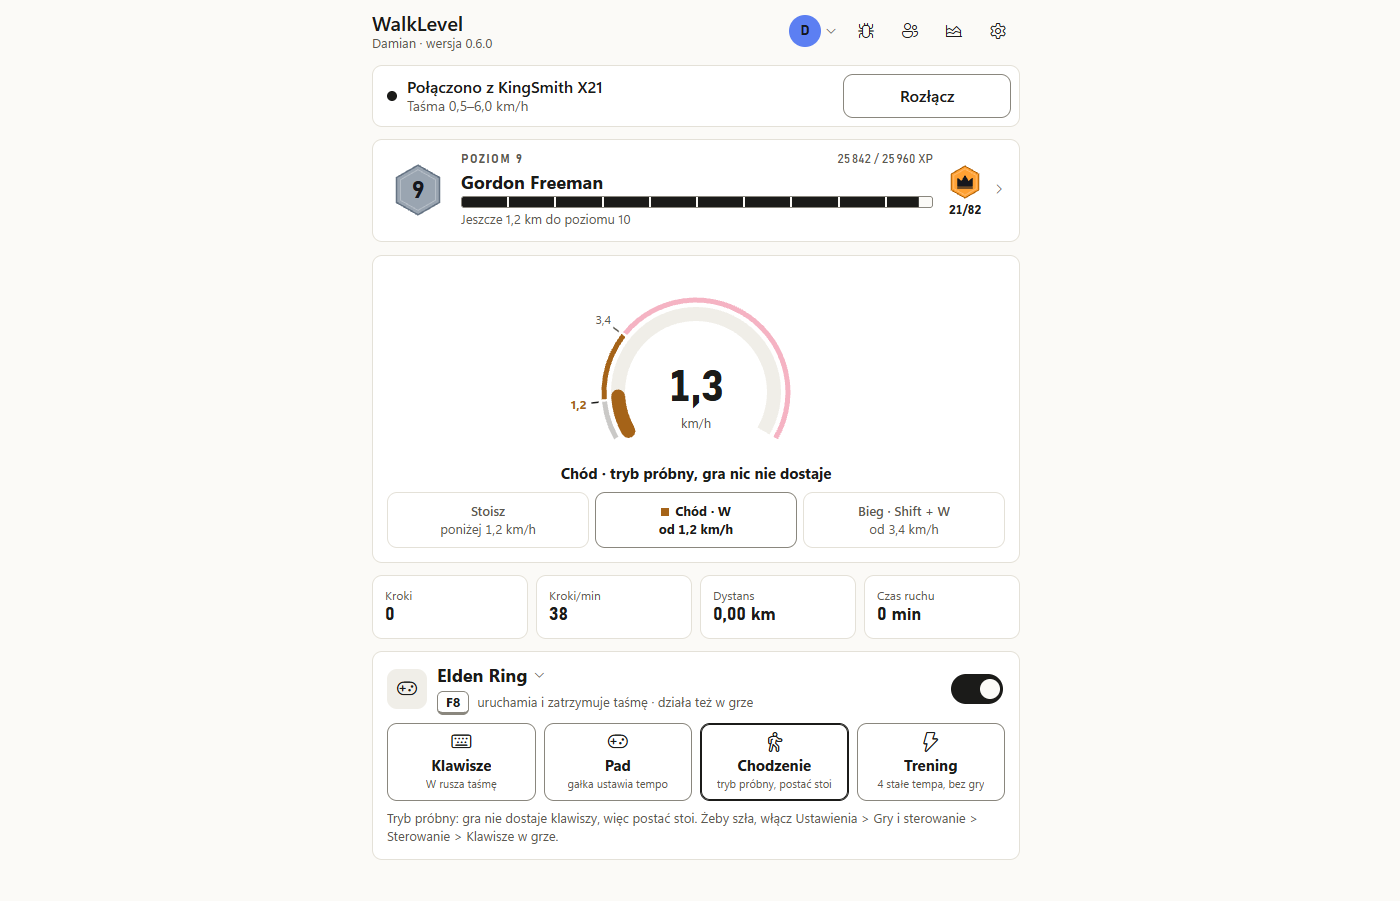 WalkLevel
Damian · wersja 0.6.0
D
Połączono z KingSmith X21
Taśma 0,5–6,0 km/h
Rozłącz
POZIOM 9
25 842 / 25 960 XP
9
Gordon Freeman
21/82
Jeszcze 1,2 km do poziomu 10
3,4
1,2
1,3
km/h
Chód · tryb próbny, gra nic nie dostaje
Stoisz
poniżej 1,2 km/h
Chód · W
od 1,2 km/h
Bieg · Shift + W
od 3,4 km/h
Kroki
0
Kroki/min
38
Dystans
0,00 km
Czas ruchu
0 min
Elden Ring
F8 uruchamia i zatrzymuje taśmę · działa też w grze
Klawisze
W rusza taśmę
Pad
gałka ustawia tempo
Chodzenie
tryb próbny, postać stoi
Trening
4 stałe tempa, bez gry
Tryb próbny: gra nie dostaje klawiszy, więc postać stoi. Żeby szła, włącz Ustawienia > Gry i sterowanie >
Sterowanie > Klawisze w grze.